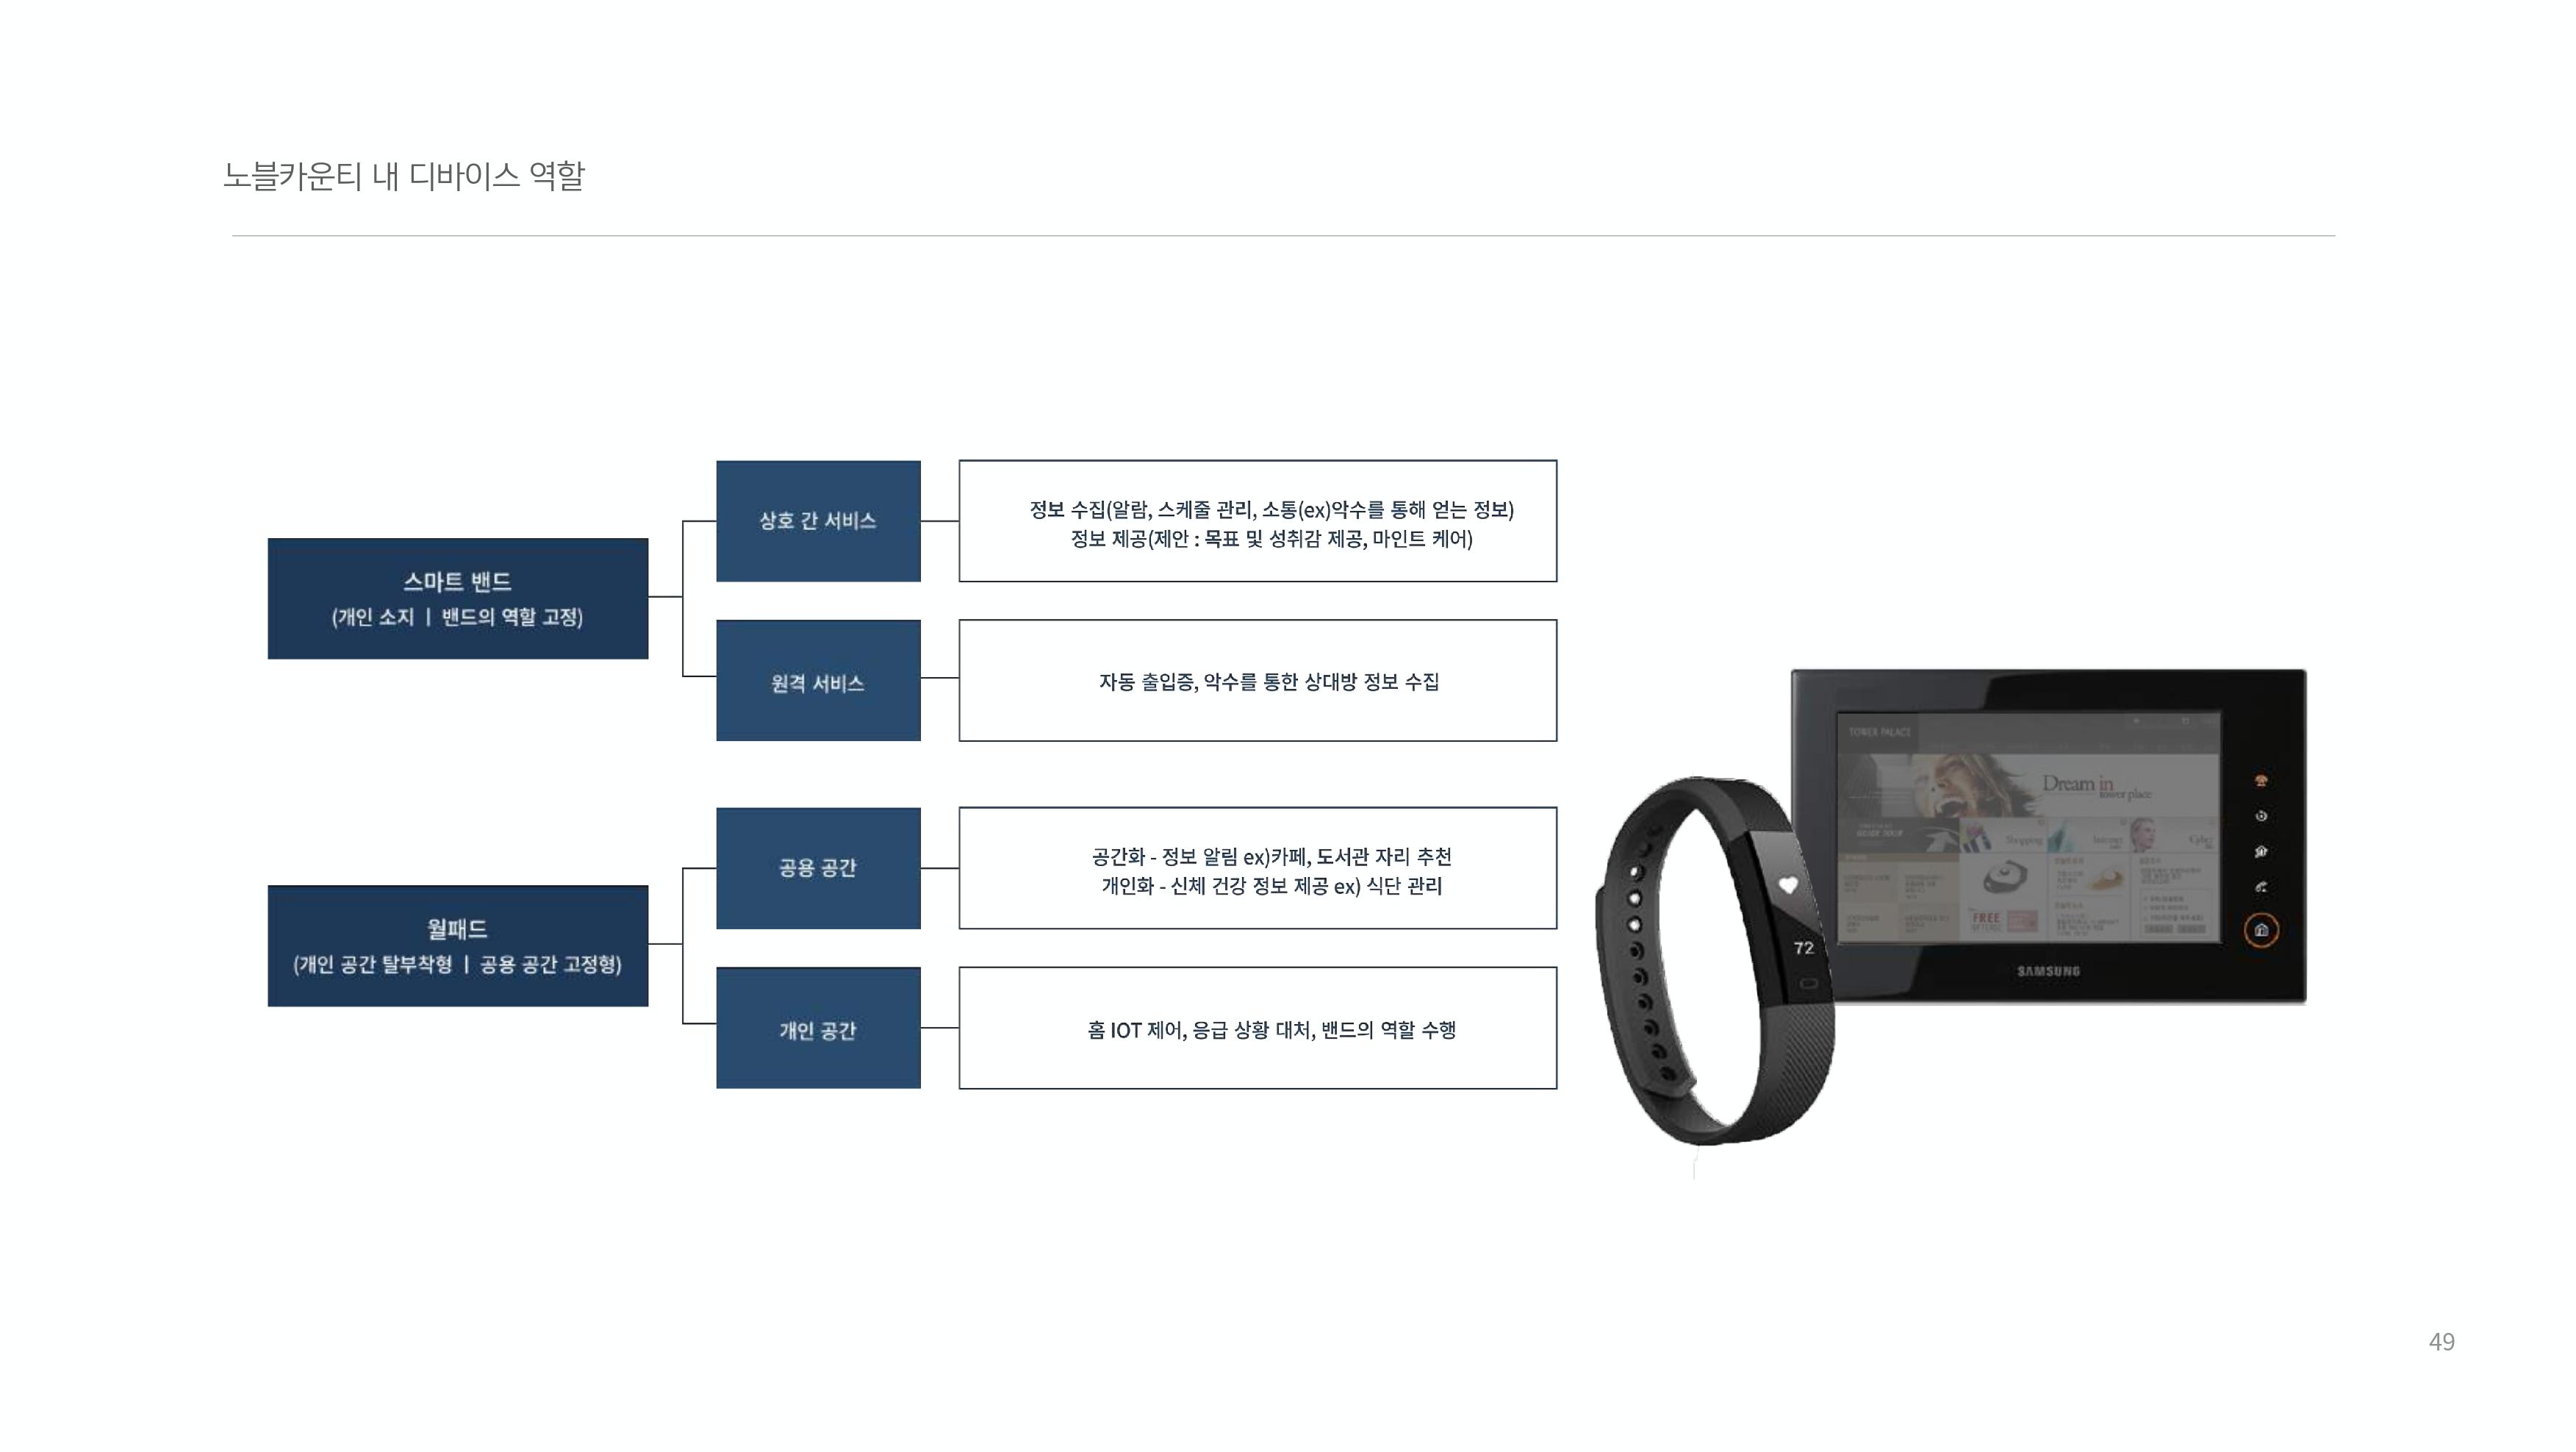 노블카운티 내 디바이스 역할
스마트 밴드
(개인 소지 | 밴드의 역할 고정)
상호 간 서비스
정보 수집(알람, 스케줄 관리, 소통(ex)악수를 통해 얻는 정보)
정보 제공(제안 : 목표 및 성취감 제공, 마인트 케어)
원격 서비스
자동 출입증, 악수를 통한 상대방 정보 수집
월패드
(개인 공간 탈부착형 | 공용 공간 고정형)
공용 공간
공간화 - 정보 알림 ex)카페, 도서관 자리 추천
개인화 - 신체 건강 정보 제공 ex) 식단 관리
개인 공간
홈 IOT 제어, 응급 상황 대처, 밴드의 역할 수행
72
TOWER PALACE
Dream in
tower place
Shopping
Internet
Cyber
FREE
SAMSUNG
49